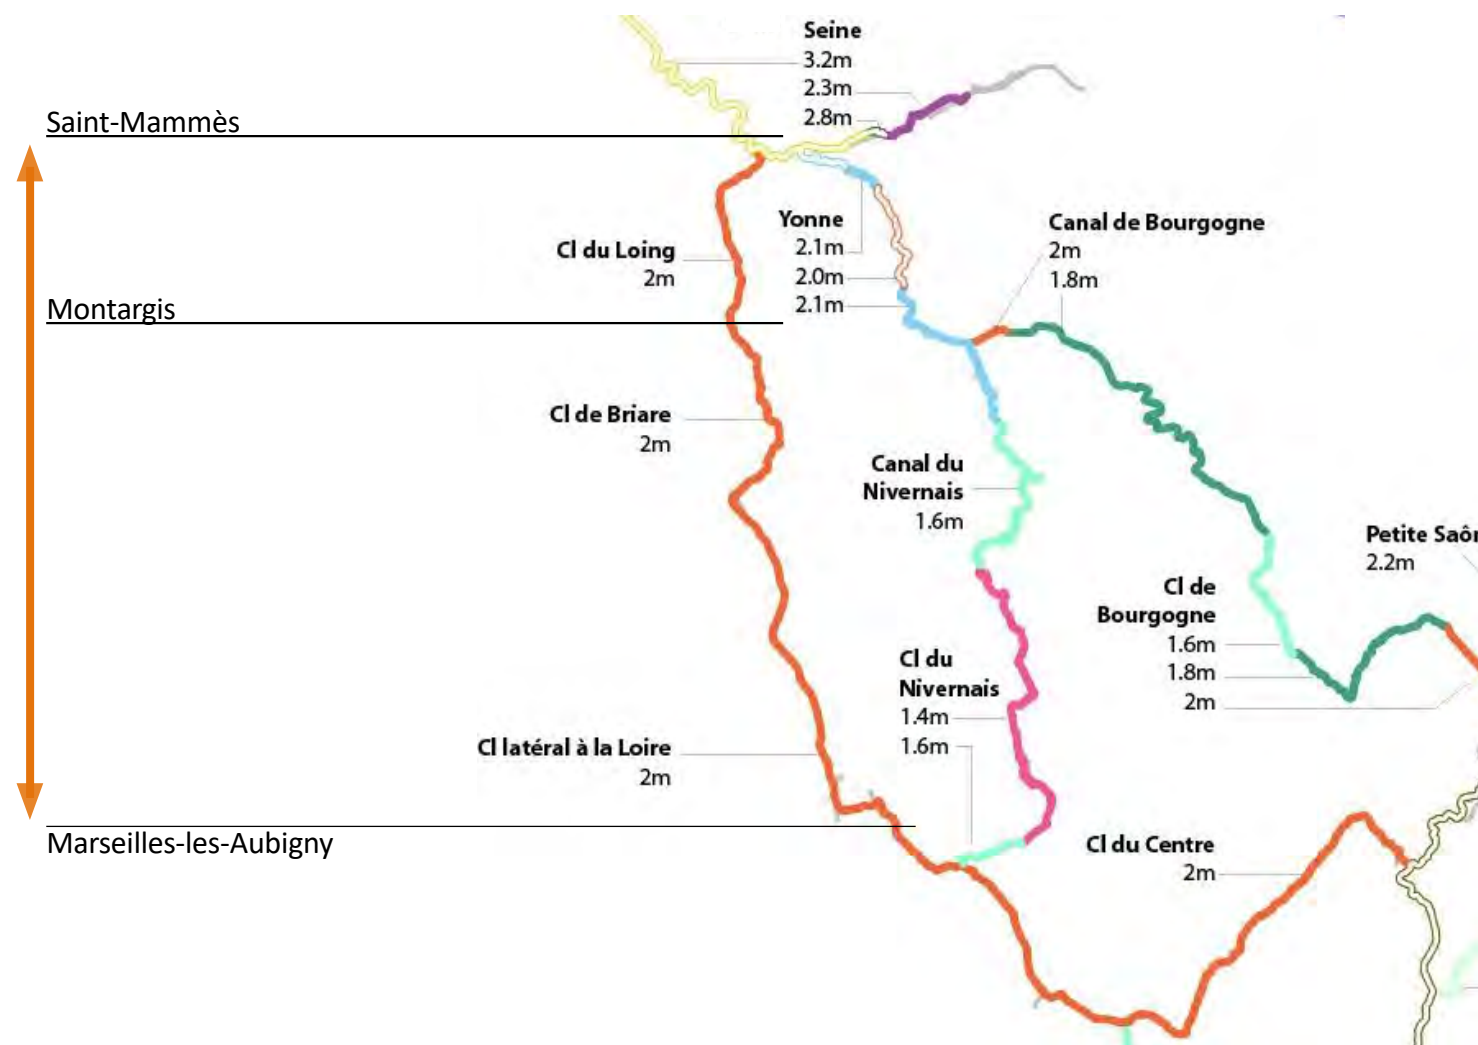 Seine
3.2m
2.3m
2.8m
Saint-Mammès
Yonne
2.1m
2.0m
2.1m
Canal de Bourgogne
2m
1.8m
Cl du Loing
2m
Montargis
Cl de Briare
2m
Canal du
Nivernais
1.6m
Petite Saôn
2.2m
Cl de
Bourgogne
1.6m
1.8m
2m
Cl du
Nivernais
1.4m
1.6m
Cl latéral à la Loire
2m
Marseilles-les-Aubigny
Cl du Centre
2m